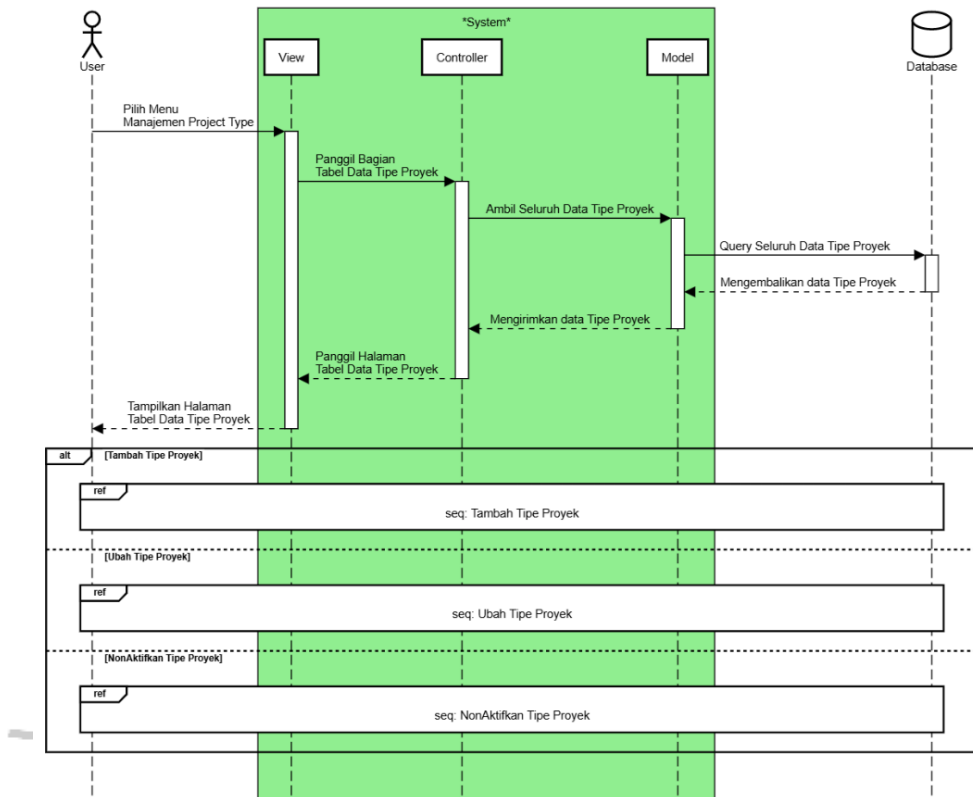 *System*
View
Controller
Model
User
Database
Pilih Menu
Manajemen Project Type
Panggil Bagian
Tabel Data Tipe Proyek
Ambil Seluruh Data Tipe Proyek
Query Seluruh Data Tipe Proyek
Mengembalikan data Tipe Proyek
Mengirimkan data Tipe Proyek
Panggil Halaman
Tabel Data Tipe Proyek
Tampilkan Halaman
Tabel Data Tipe Proyek
alt
[Tambah Tipe Proyek]
ref
seq: Tambah Tipe Proyek
[Ubah Tipe Proyek]
ref
seq: Ubah Tipe Proyek
[NonAktifkan Tipe Proyek]
ref
seq: NonAktifkan Tipe Proyek